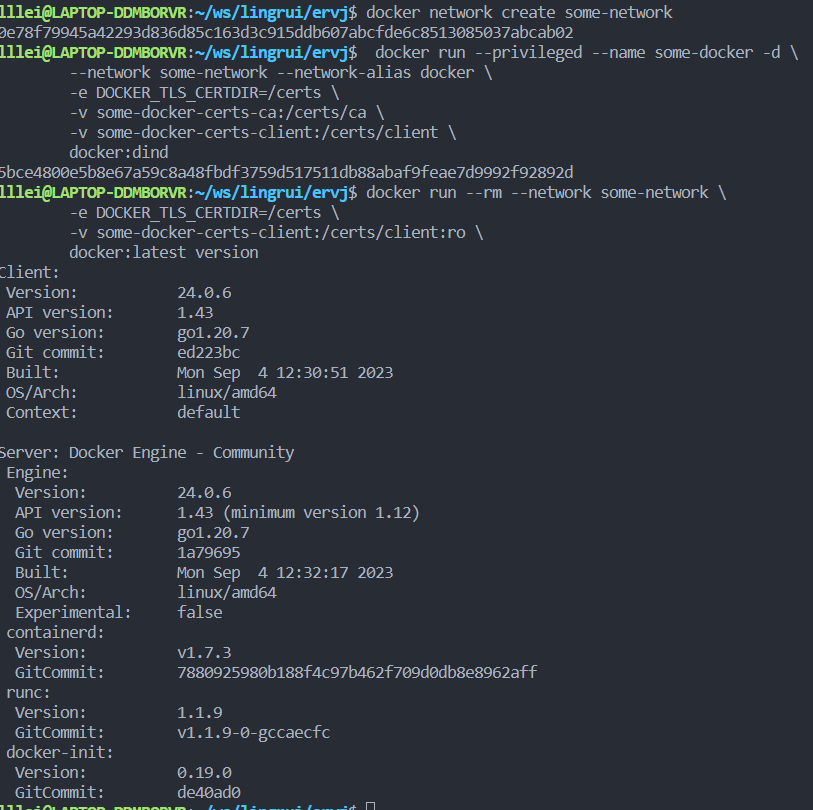 lllei@LAPTOP-DDMBORVR:~/ws/lingrui/ervj$ docker network create some-network
0e78f79945a42293d836d85c163d3c915ddb607abcfde6c8513085037abcab02
lllei@LAPTOP-DDMBORVR:~/ws/lingrui/ervj$  docker run --privileged --name some-docker -d \
        --network some-network --network-alias docker \
        -e DOCKER_TLS_CERTDIR=/certs \
        -v some-docker-certs-ca:/certs/ca \
        -v some-docker-certs-client:/certs/client \
        docker:dind
5bce4800e5b8e67a59c8a48fbdf3759d517511db88abaf9feae7d9992f92892d
lllei@LAPTOP-DDMBORVR:~/ws/lingrui/ervj$ docker run --rm --network some-network \
        -e DOCKER_TLS_CERTDIR=/certs \
        -v some-docker-certs-client:/certs/client:ro \
        docker:latest version
Client:
 Version:           24.0.6
 API version:       1.43
 Go version:        go1.20.7
 Git commit:        ed223bc
 Built:             Mon Sep  4 12:30:51 2023
 OS/Arch:           linux/amd64
 Context:           default

Server: Docker Engine - Community
 Engine:
  Version:          24.0.6
  API version:      1.43 (minimum version 1.12)
  Go version:       go1.20.7
  Git commit:       1a79695
  Built:            Mon Sep  4 12:32:17 2023
  OS/Arch:          linux/amd64
  Experimental:     false
 containerd:
  Version:          v1.7.3
  GitCommit:        7880925980b188f4c97b462f709d0db8e8962aff
 runc:
  Version:          1.1.9
  GitCommit:        v1.1.9-0-gccaecfc
 docker-init:
  Version:          0.19.0
  GitCommit:        de40ad0
lllei@LAPTOP-DDMBORVR:~/ws/lingrui/ervj$